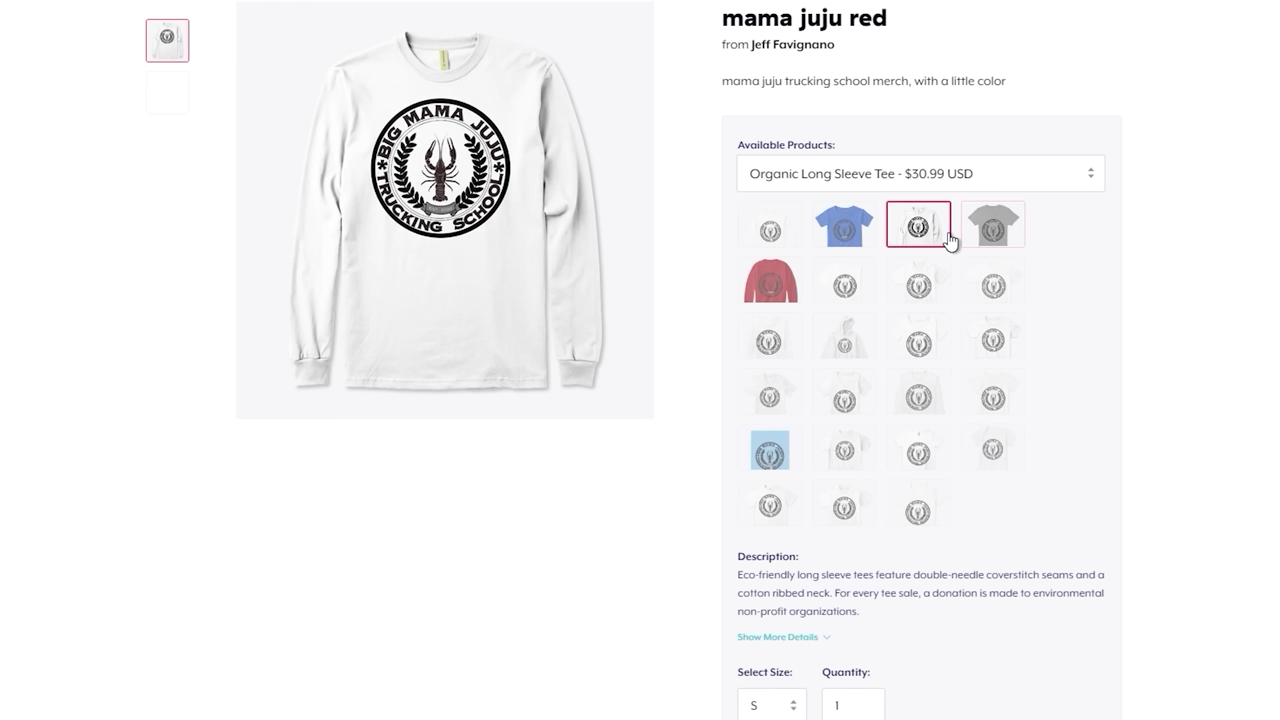 mama juju red
from Jeff Favignano
mama juju trucking school merch, with a little color
BIG MAMA JUJU
TRUCKING SCHOOL
Available Products:
Organic Long Sleeve Tee - $30.99 USD
Description:
Eco-friendly long sleeve tees feature double-needle coverstitch seams and a
cotton ribbed neck. For every tee sale, a donation is made to environmental
non-profit organizations.
Show More Details
Select Size:
Quantity:
S
1